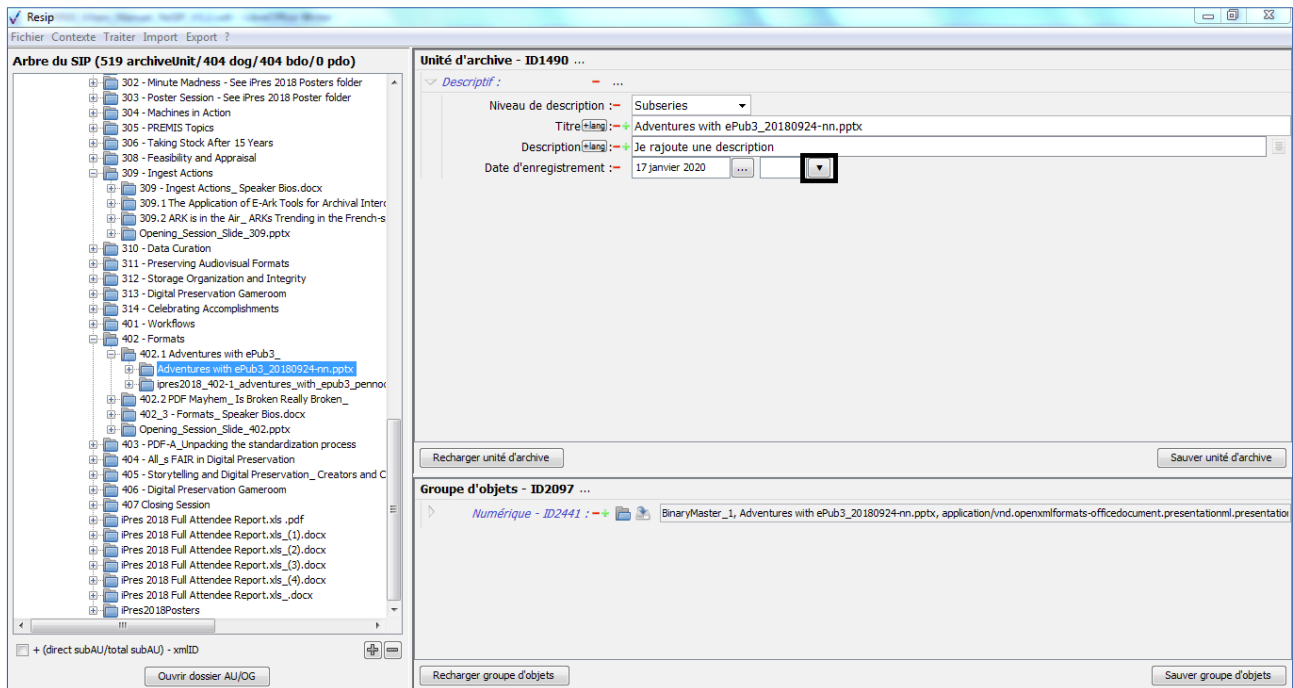 Resip
Fichier Contexte Traiter Import Export ?
Arbre du SIP (519 archiveUnit/404 dog/404 bdo/0 pdo)
302 - Minute Madness - See iPres 2018 Posters folder
303 - Poster Session - See iPres 2018 Poster folder
304 - Machines in Action
305 - PREMIS Topics
306 - Taking Stock After 15 Years
308 - Feasibility and Appraisal
309 - Ingest Actions
309 - Ingest Actions_ Speaker Bios.docx
309.1 The Application of E-Ark Tools for Archival Interc
309.2 ARK is in the Air_ ARKs Trending in the French-s
Opening_Session_Slide_309.pptx
310 - Data Curation
311 - Preserving Audiovisual Formats
312 - Storage Organization and Integrity
313 - Digital Preservation Gameroom
314 - Celebrating Accomplishments
401 - Workflows
402 - Formats
402.1 Adventures with ePub3_
Adventures with ePub3_20180924-nn.pptx
ipres2018_402-1_adventures_with_epub3_pennoc
402.2 PDF Mayhem_ Is Broken Really Broken_
402_3 - Formats_ Speaker Bios.docx
Opening_Session_Slide_402.pptx
403 - PDF-A_Unpacking the standardization process
404 - All_s FAIR in Digital Preservation
405 - Storytelling and Digital Preservation_ Creators and C
406 - Digital Preservation Gameroom
407 Closing Session
iPres 2018 Full Attendee Report.xls .pdf
iPres 2018 Full Attendee Report.xls_(1).docx
iPres 2018 Full Attendee Report.xls_(2).docx
iPres 2018 Full Attendee Report.xls_(3).docx
iPres 2018 Full Attendee Report.xls_(4).docx
iPres 2018 Full Attendee Report.xls_.docx
iPres2018Posters
+ (direct subAU/total subAU) - xmlID
Ouvrir dossier AU/OG
Unité d'archive - ID1490 ...
Descriptif : − ...
Niveau de description :− Subseries
Titre +lang :−+ Adventures with ePub3_20180924-nn.pptx
Description +lang :−+ Je rajoute une description
Date d'enregistrement :− 17 janvier 2020 ...
Recharger unité d'archive Sauver unité d'archive
Groupe d'objets - ID2097 ...
Numérique - ID2441 : −+ BinaryMaster_1, Adventures with ePub3_20180924-nn.pptx, application/vnd.openxmlformats-officedocument.presentationml.presentation
Recharger groupe d'objets Sauver groupe d'objets